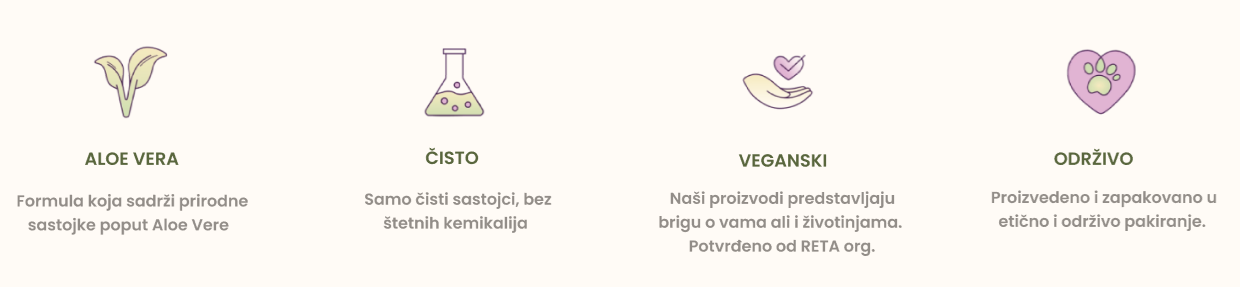 ALOE VERA
Formula koja sadrži prirodne
sastojke poput Aloe Vere
ČISTO
Samo čisti sastojci, bez
štetnih kemikalija
VEGANSKI
Naši proizvodi predstavljaju
brigu o vama ali i životinjama.
Potvrđeno od RETA org.
ODRŽIVO
Proizvedeno i zapakovano u
etično i održivo pakiranje.